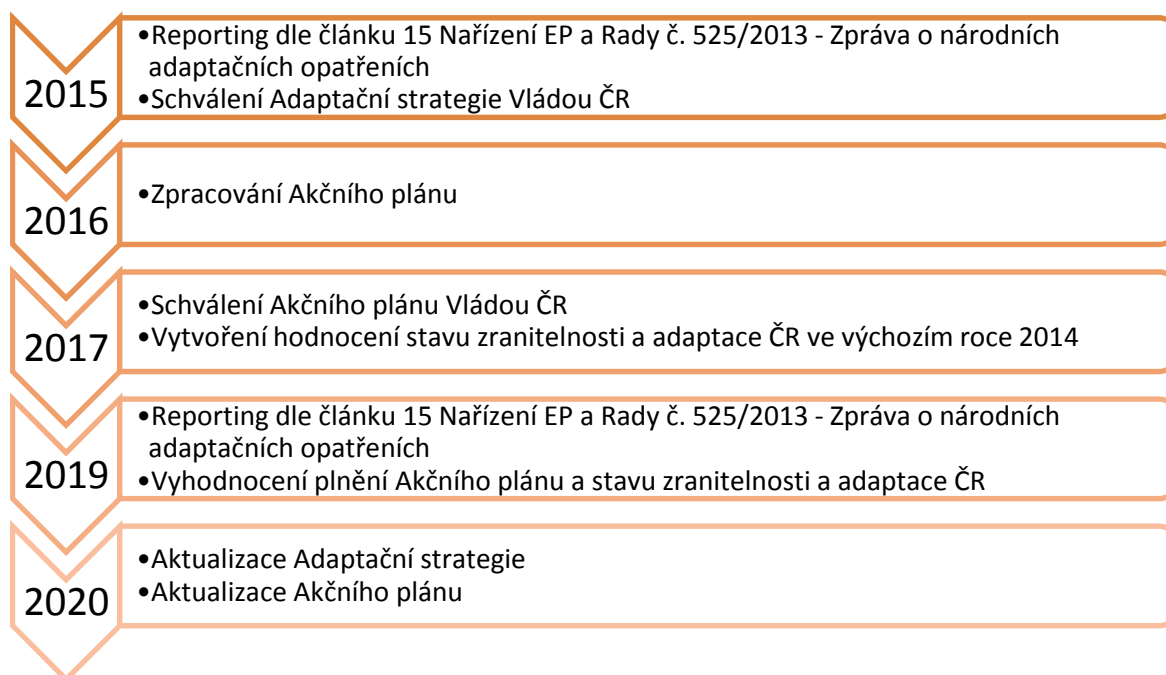 2015
•Reporting dle článku 15 Nařízení EP a Rady č. 525/2013 - Zpráva o národních
adaptačních opatřeních
•Schválení Adaptační strategie Vládou ČR
2016
•Zpracování Akčního plánu
2017
•Schválení Akčního plánu Vládou ČR
•Vytvoření hodnocení stavu zranitelnosti a adaptace ČR ve výchozím roce 2014
2019
•Reporting dle článku 15 Nařízení EP a Rady č. 525/2013 - Zpráva o národních
adaptačních opatřeních
•Vyhodnocení plnění Akčního plánu a stavu zranitelnosti a adaptace ČR
2020
•Aktualizace Adaptační strategie
•Aktualizace Akčního plánu